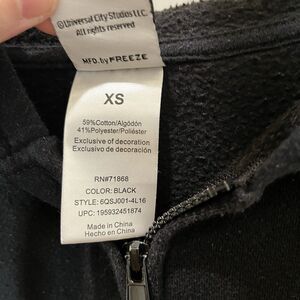 ©Universal City Studios LLC.
All rights reserved
MFD. by FREEZE
XS
59%Cotton/Algódón
41%Polyester/Poliéster
Exclusive of decoration
Exclusivo de decoración
RN#71868
COLOR: BLACK
STYLE: 6QSJ001-4L16
UPC: 195932451874
Made in China
Hecho en China